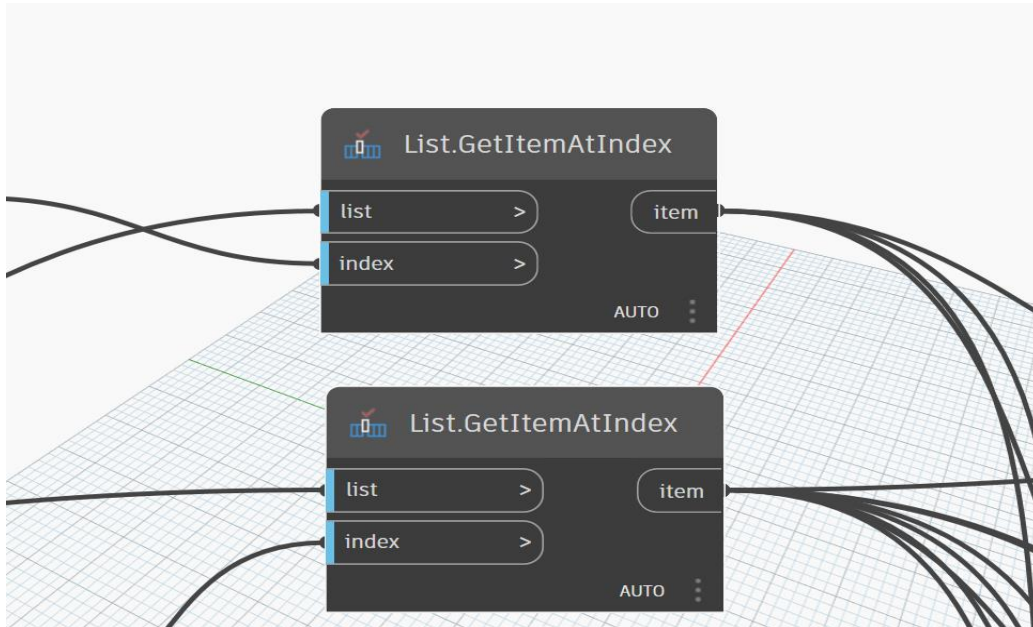 List.GetItemAtIndex
list > item
index >
AUTO
List.GetItemAtIndex
list > item
index >
AUTO